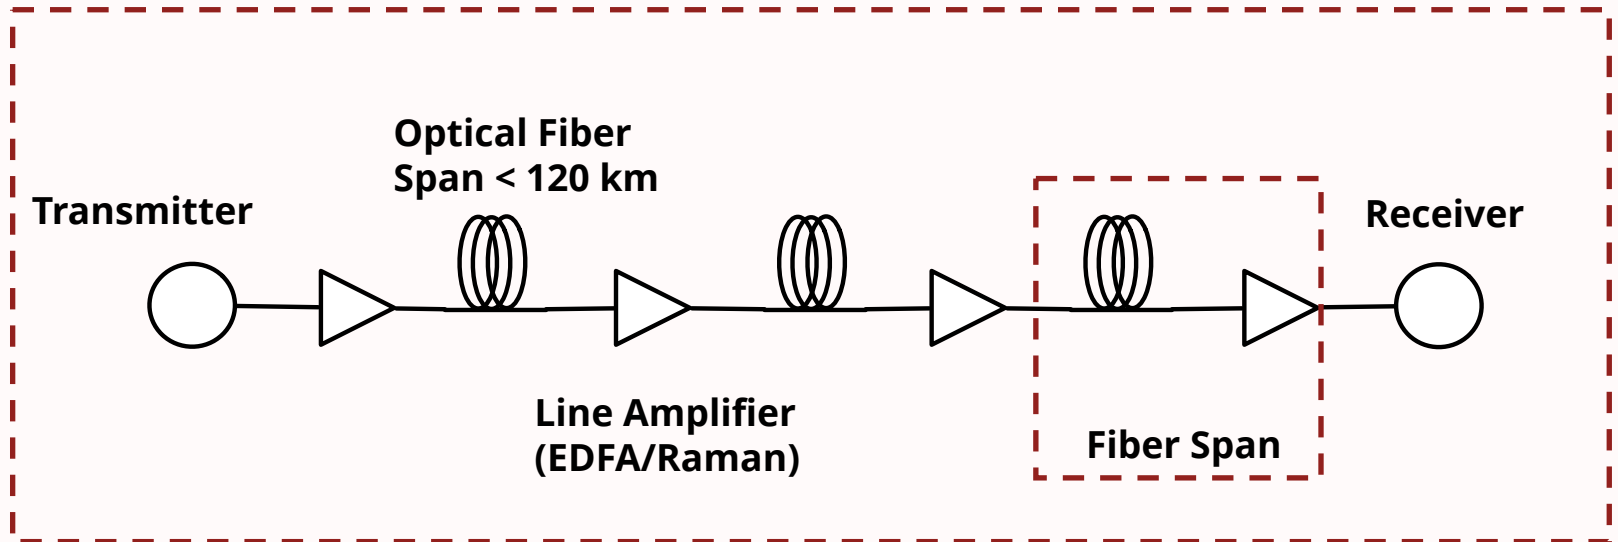 Optical Fiber
Span < 120 km
Transmitter
Receiver
Line Amplifier
(EDFA/Raman)
Fiber Span